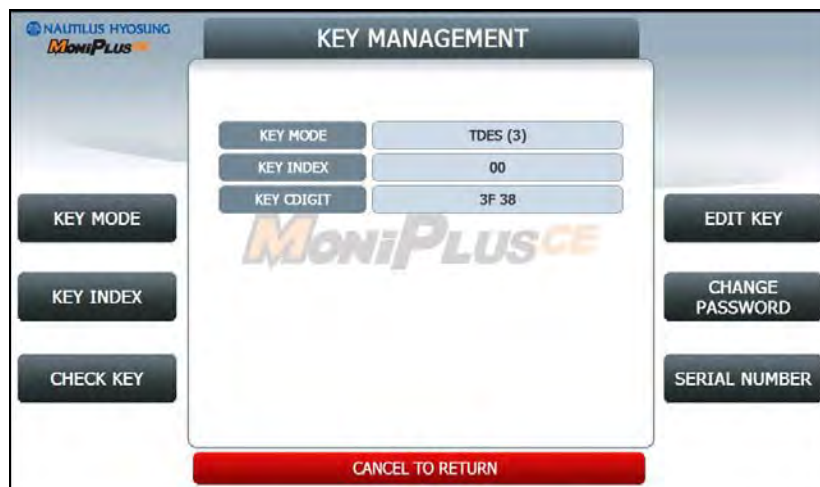 NAUTILUS HYOSUNG
MONiPLUS CE
KEY MANAGEMENT
KEY MODE TDES (3)
KEY INDEX 00
KEY CDIGIT 3F 38
MONiPLUSCE
KEY MODE
EDIT KEY
KEY INDEX
CHANGE
PASSWORD
CHECK KEY
SERIAL NUMBER
CANCEL TO RETURN